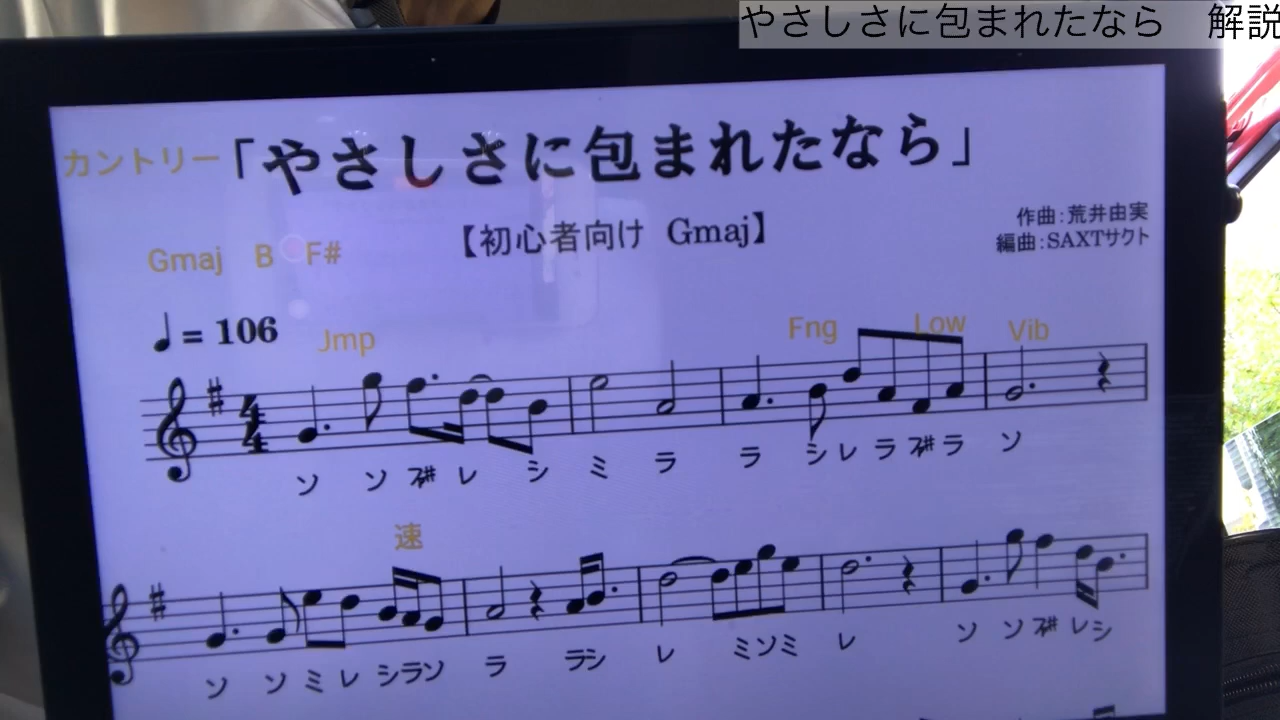 やさしさに包まれたなら 解説
カントリー「やさしさに包まれたなら」
【初心者向け Gmaj】
作曲:荒井由実
編曲:SAXTサクト
Gmaj B F#
♩= 106
Jmp Fng Low Vib
4
4
ソ ソ ﾌｧ# レ シ ミ ラ ラ シ レ ラ ﾌｧ# ラ ソ
速
ソ ソ ミ レ シラソ ラ ラシ レ ミソミ レ ソ ソ ﾌｧ# レシ